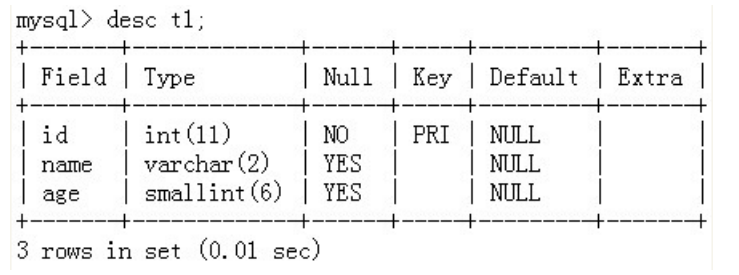 mysql> desc t1;
+-------+-------------+------+-----+---------+-------+
| Field | Type        | Null | Key | Default | Extra |
+-------+-------------+------+-----+---------+-------+
| id    | int(11)     | NO   | PRI | NULL    |       |
| name  | varchar(2)  | YES  |     | NULL    |       |
| age   | smallint(6) | YES  |     | NULL    |       |
+-------+-------------+------+-----+---------+-------+
3 rows in set (0.01 sec)